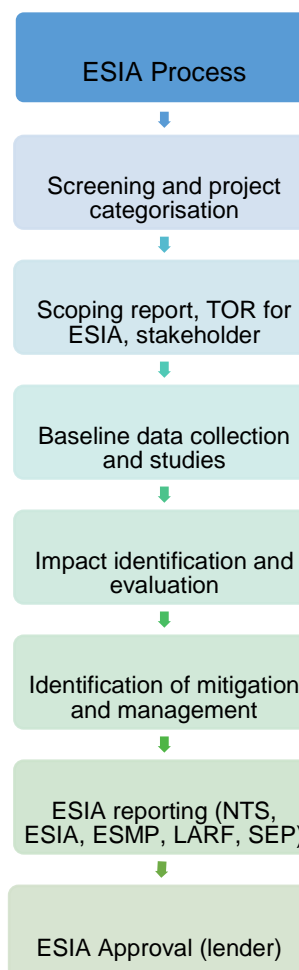 ESIA Process
Screening and project
categorisation
Scoping report, TOR for
ESIA, stakeholder
Baseline data collection
and studies
Impact identification and
evaluation
Identification of mitigation
and management
ESIA reporting (NTS,
ESIA, ESMP, LARF, SEP)
ESIA Approval (lender)